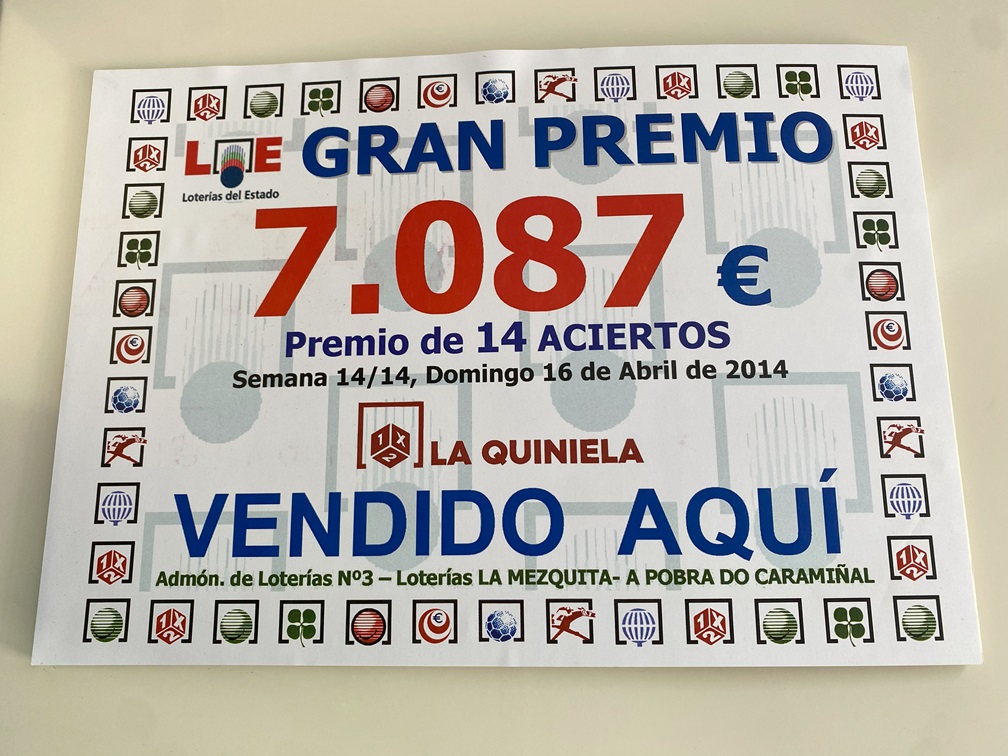 LAE GRAN PREMIO
Loterías del Estado
7.087 €
Premio de 14 ACIERTOS
Semana 14/14, Domingo 16 de Abril de 2014
1X2 LA QUINIELA
VENDIDO AQUÍ
Admón. de Loterías Nº3 – Loterías LA MEZQUITA- A POBRA DO CARAMIÑAL